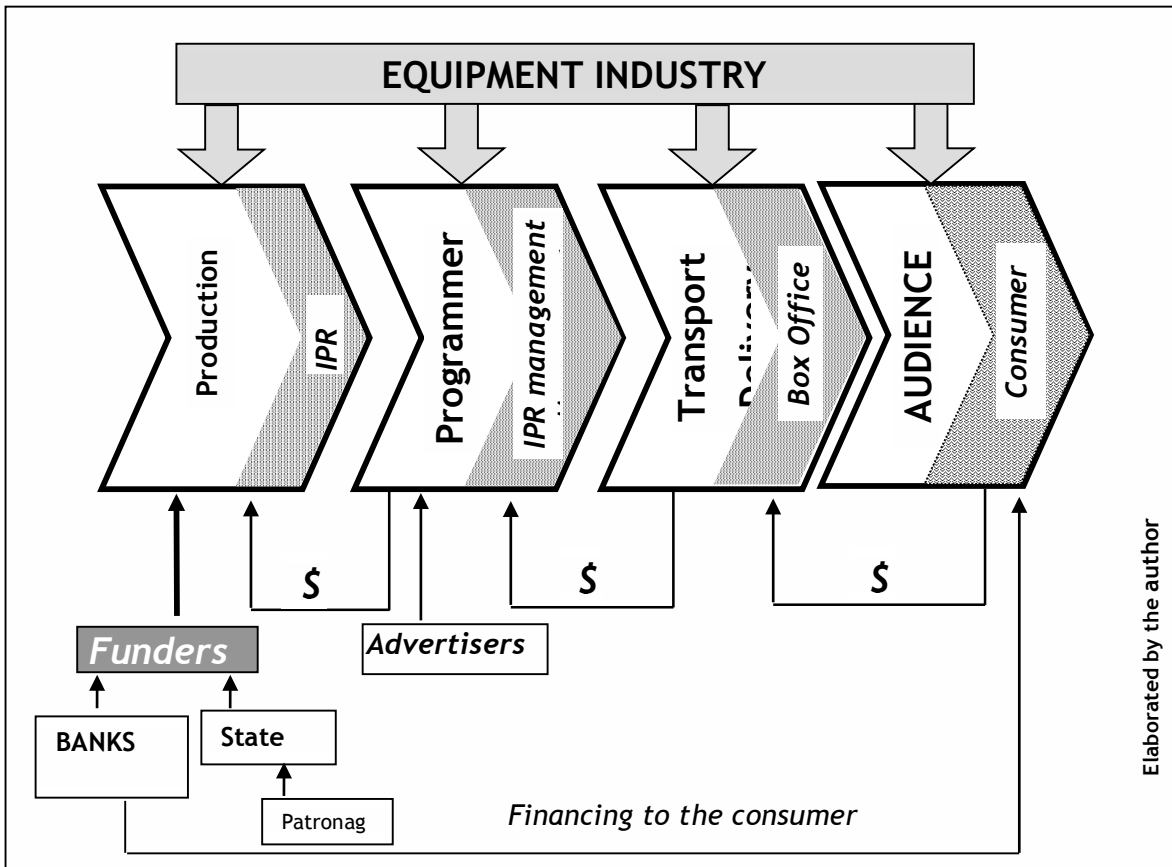 EQUIPMENT INDUSTRY
Production
IPR
Programmer
IPR management
Transport
Delivery
Box Office
AUDIENCE
Consumer
$
$
$
Funders
Advertisers
BANKS
State
Patronag
Financing to the consumer
Elaborated by the author